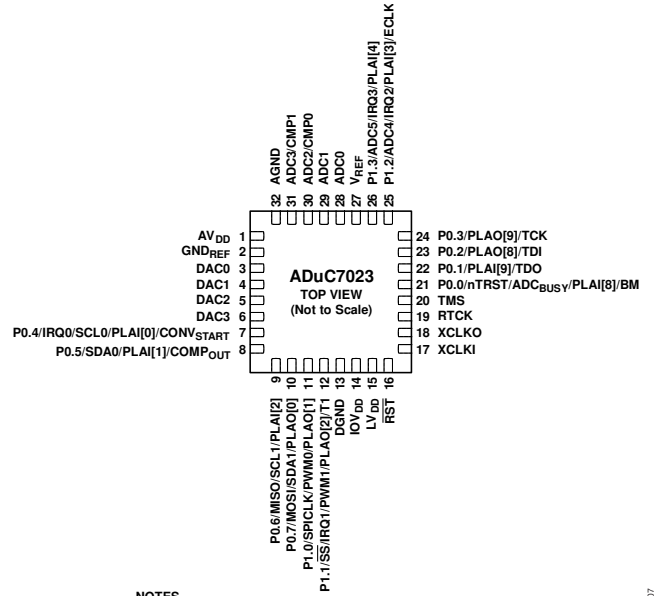 32 AGND
31 ADC3/CMP1
30 ADC2/CMP0
29 ADC1
28 ADC0
27 VREF
26 P1.3/ADC5/IRQ3/PLAI[4]
25 P1.2/ADC4/IRQ2/PLAI[3]/ECLK
AVDD 1
GNDREF 2
DAC0 3
DAC1 4
DAC2 5
DAC3 6
P0.4/IRQ0/SCL0/PLAI[0]/CONVSTART 7
P0.5/SDA0/PLAI[1]/COMPOUT 8
ADuC7023
TOP VIEW
(Not to Scale)
24 P0.3/PLAO[9]/TCK
23 P0.2/PLAO[8]/TDI
22 P0.1/PLAI[9]/TDO
21 P0.0/nTRST/ADCBUSY/PLAI[8]/BM
20 TMS
19 RTCK
18 XCLKO
17 XCLKI
P0.6/MISO/SCL1/PLAI[2] 9
P0.7/MOSI/SDA1/PLAO[0] 10
P1.0/SPICLK/PWM0/PLAO[1] 11
P1.1/SS/IRQ1/PWM1/PLAO[2]/T1 12
DGND 13
IOVDD 14
LVDD 15
RST 16
NOTES